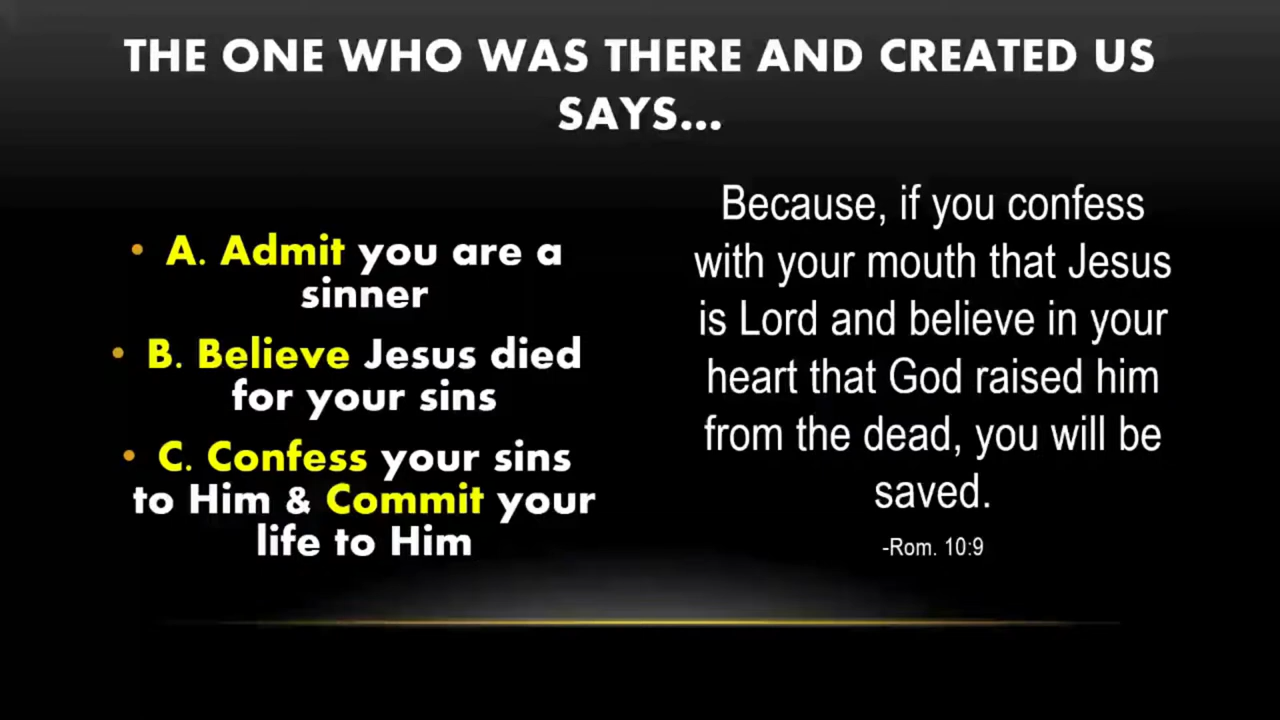 THE ONE WHO WAS THERE AND CREATED US
SAYS...
• A. Admit you are a
sinner
• B. Believe Jesus died
for your sins
• C. Confess your sins
to Him & Commit your
life to Him
Because, if you confess
with your mouth that Jesus
is Lord and believe in your
heart that God raised him
from the dead, you will be
saved.
-Rom. 10:9